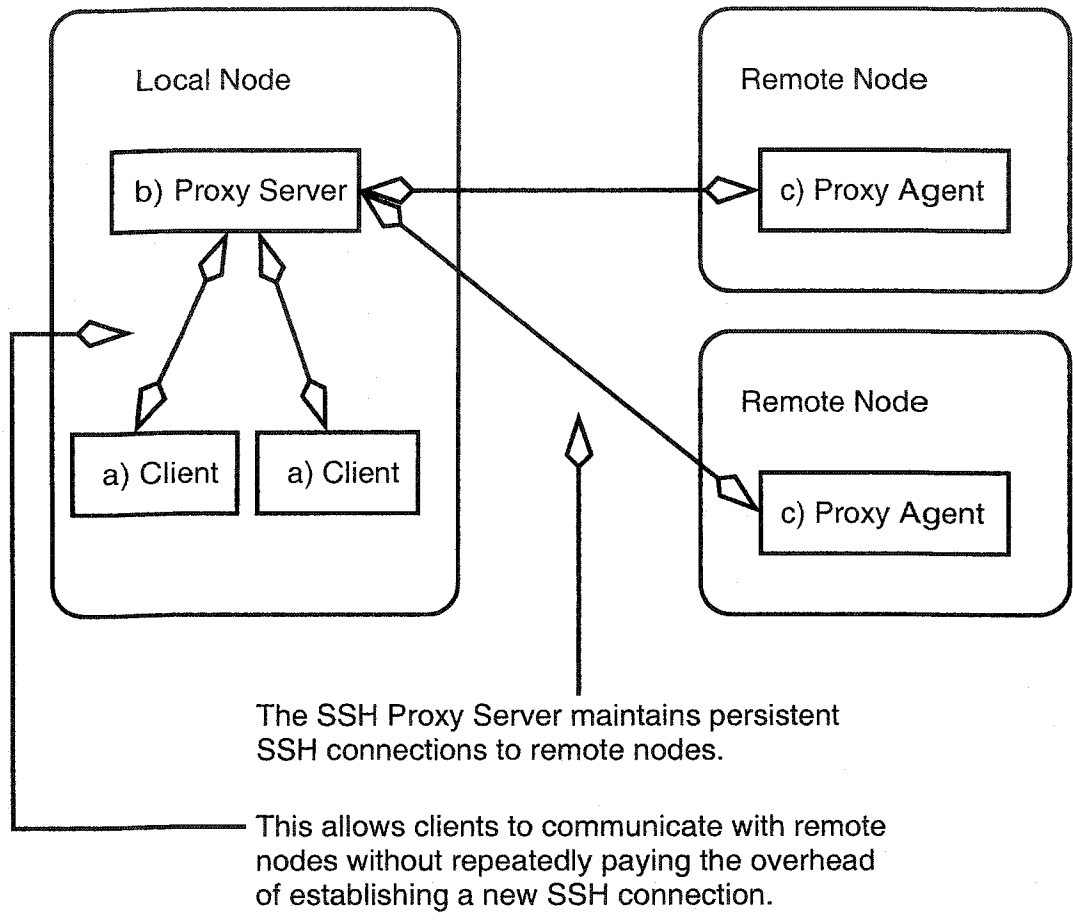 Local Node
b) Proxy Server
a) Client
a) Client
Remote Node
c) Proxy Agent
Remote Node
c) Proxy Agent
The SSH Proxy Server maintains persistent
SSH connections to remote nodes.
This allows clients to communicate with remote
nodes without repeatedly paying the overhead
of establishing a new SSH connection.